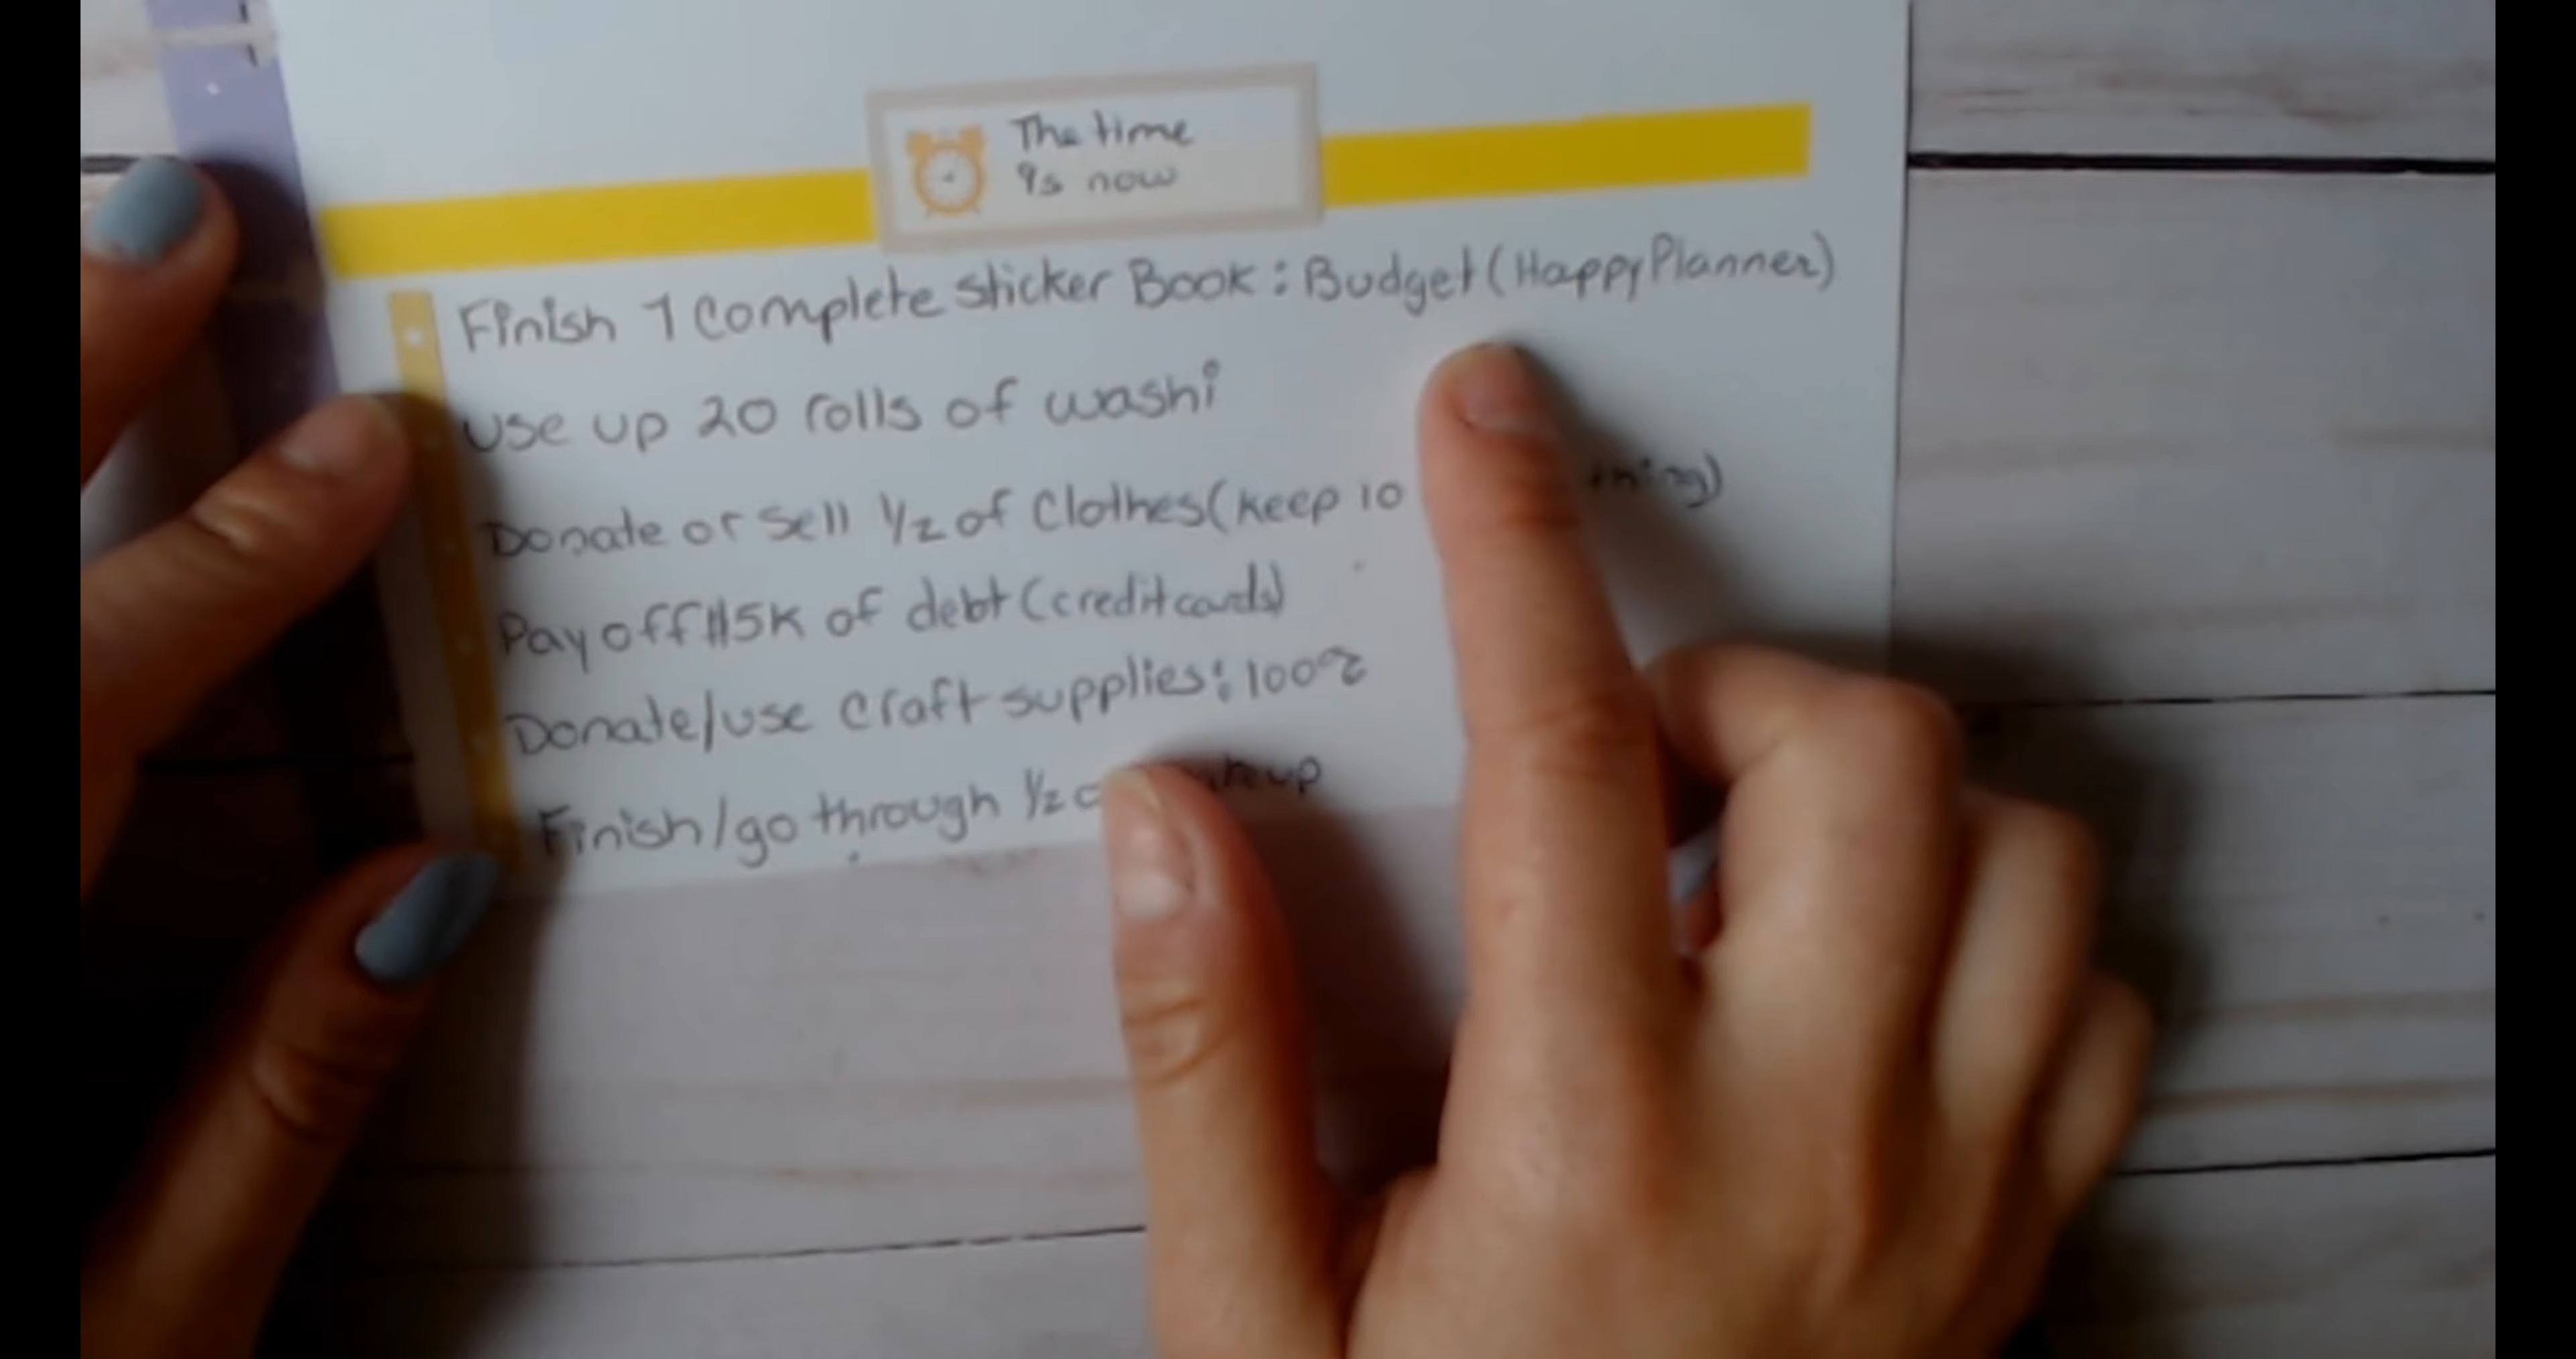 The time
is now
Finish 1 Complete sticker Book: Budget (Happy Planner)
Use up 20 rolls of washi
Donate or sell 1/2 of Clothes (keep 10
Pay off $5K of debt (credit cards)
Donate/use craft supplies: 100%
Finish/go through 1/2